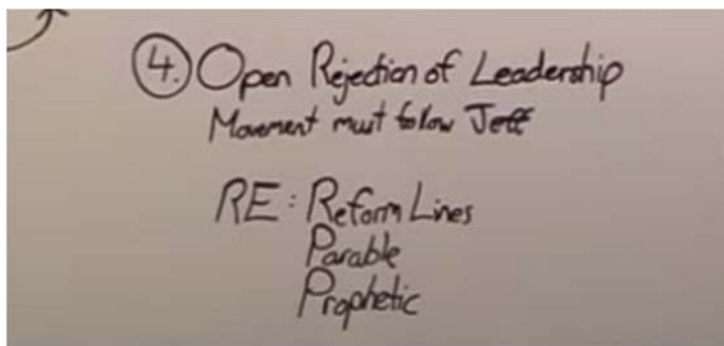 4. Open Rejection of Leadership
Movement must follow Jeff
RE: Reform Lines
Parable
Prophetic